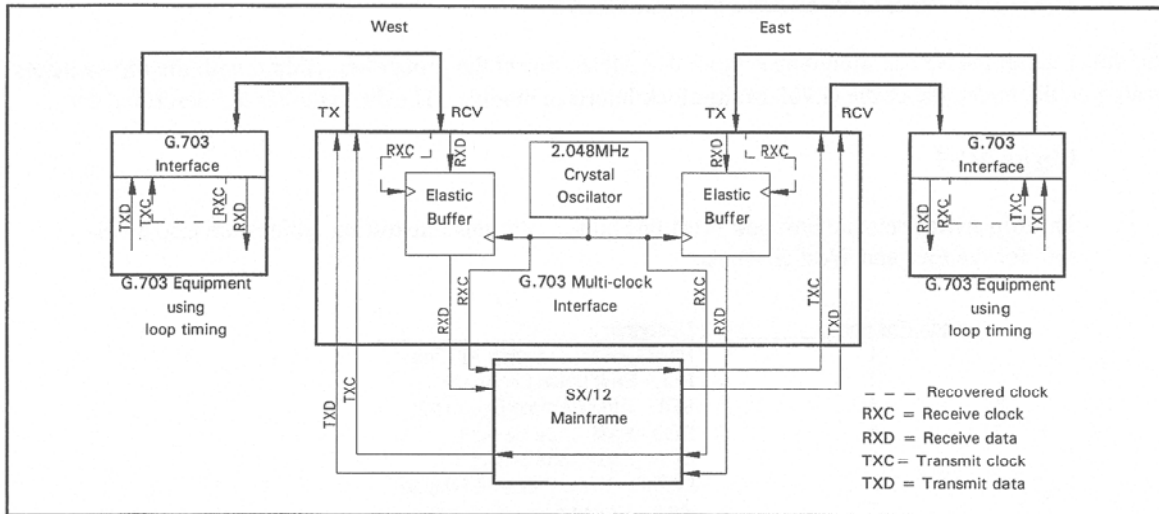 West
East
TX
RCV
TX
RCV
G.703
Interface
TXD
TXC
RXC
RXD
G.703 Equipment
using
loop timing
RXC
RXD
Elastic
Buffer
2.048MHz
Crystal
Oscilator
RXD
RXC
Elastic
Buffer
G.703
Interface
RXD
RXC
TXC
TXD
G.703 Equipment
using
loop timing
RXD
RXC
G.703 Multi-clock
Interface
RXC
RXD
TXC
TXD
TXD
TXC
SX/12
Mainframe
Recovered clock
RXC = Receive clock
RXD = Receive data
TXC = Transmit clock
TXD = Transmit data